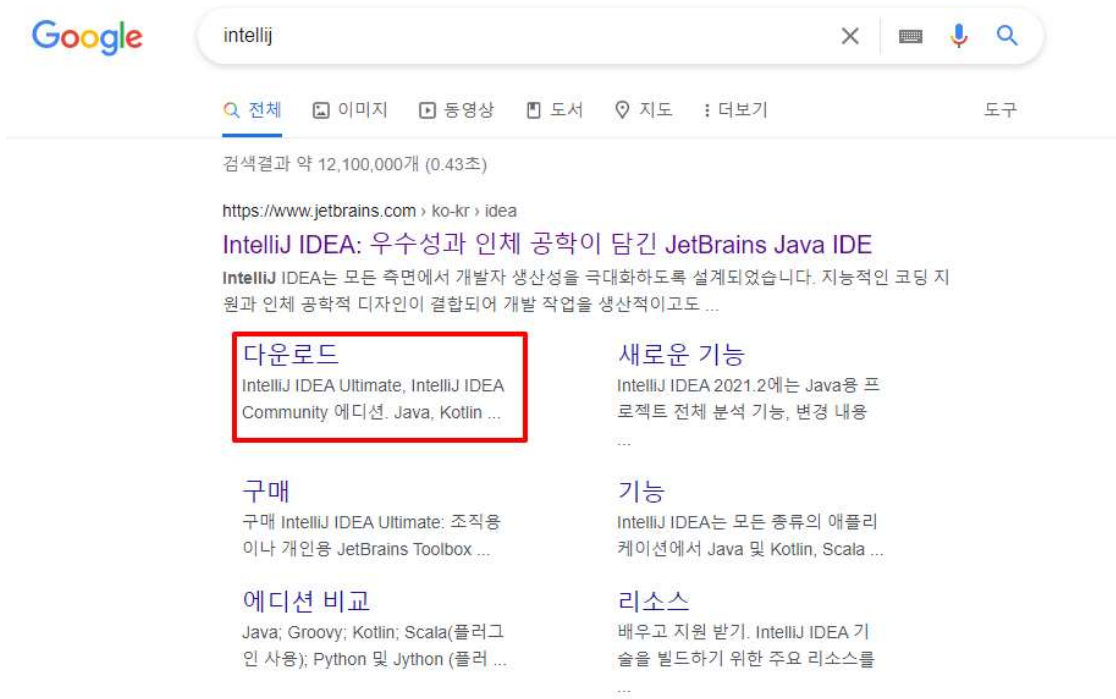 Google
intellij
전체 이미지 동영상 도서 지도 더보기 도구
검색결과 약 12,100,000개 (0.43초)
https://www.jetbrains.com › ko-kr › idea
IntelliJ IDEA: 우수성과 인체 공학이 담긴 JetBrains Java IDE
IntelliJ IDEA는 모든 측면에서 개발자 생산성을 극대화하도록 설계되었습니다. 지능적인 코딩 지
원과 인체 공학적 디자인이 결합되어 개발 작업을 생산적이고도 ...
다운로드
IntelliJ IDEA Ultimate, IntelliJ IDEA
Community 에디션. Java, Kotlin ...
새로운 기능
IntelliJ IDEA 2021.2에는 Java용 프
로젝트 전체 분석 기능, 변경 내용
...
구매
구매 IntelliJ IDEA Ultimate: 조직용
이나 개인용 JetBrains Toolbox ...
기능
IntelliJ IDEA는 모든 종류의 애플리
케이션에서 Java 및 Kotlin, Scala ...
에디션 비교
Java; Groovy; Kotlin; Scala(플러그
인 사용); Python 및 Jython (플러 ...
리소스
배우고 지원 받기. IntelliJ IDEA 기
술을 빌드하기 위한 주요 리소스를
...